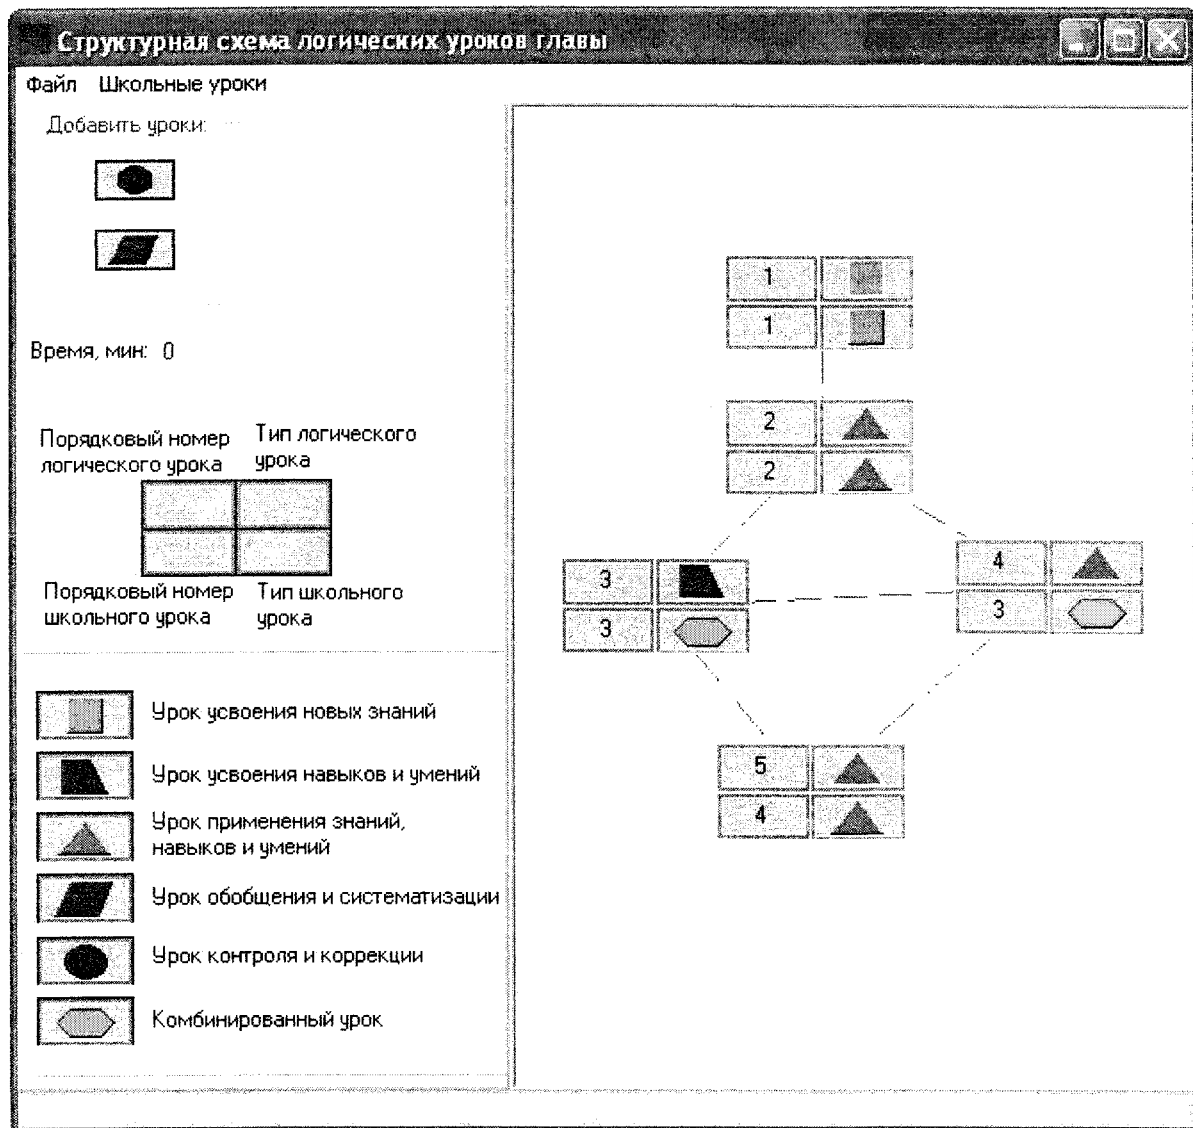 Структурная схема логических уроков главы
Файл Школьные уроки
Добавить уроки:
Время, мин: 0
Порядковый номер
логического урока
Тип логического
урока
Порядковый номер
школьного урока
Тип школьного
урока
Урок усвоения новых знаний
Урок усвоения навыков и умений
Урок применения знаний,
навыков и умений
Урок обобщения и систематизации
Урок контроля и коррекции
Комбинированный урок
1
1
2
2
3
3
4
3
5
4